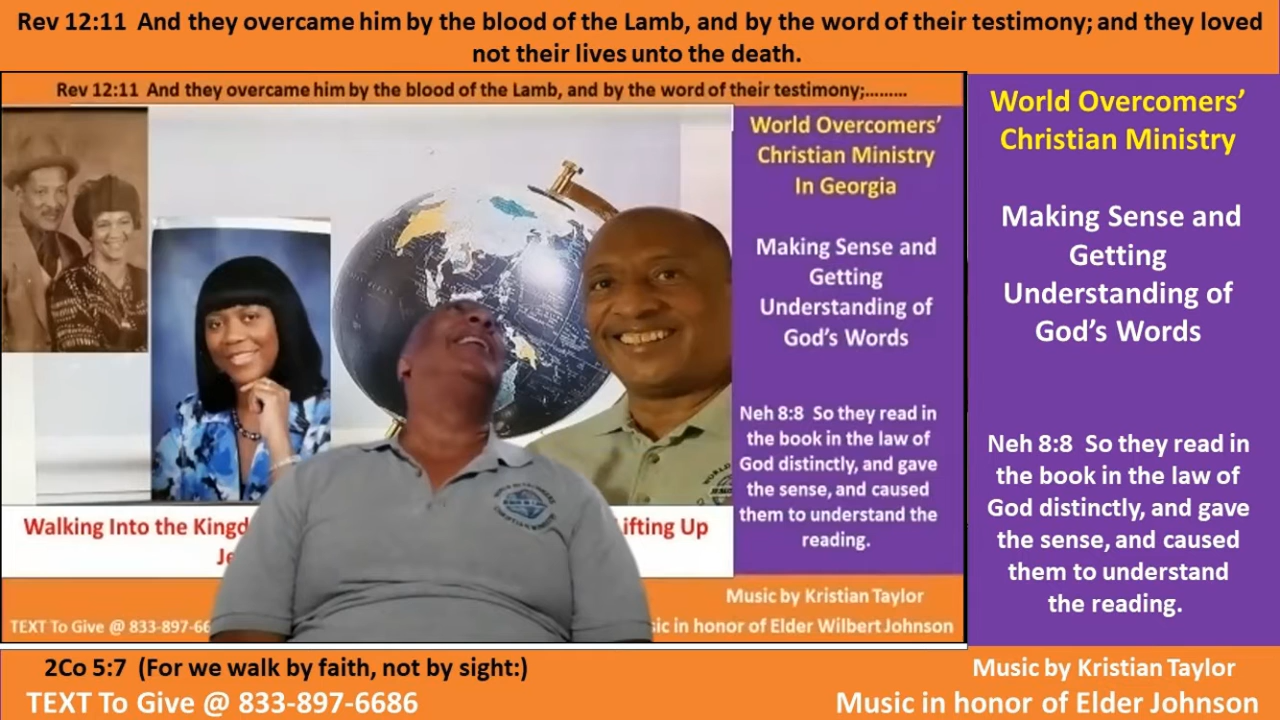 Rev 12:11 And they overcame him by the blood of the Lamb, and by the word of their testimony; and they loved
not their lives unto the death.
Rev 12:11 And they overcame him by the blood of the Lamb, and by the word of their testimony;.........
World Overcomers'
Christian Ministry
In Georgia
Making Sense and
Getting
Understanding of
God's Words
Neh 8:8 So they read in
the book in the law of
God distinctly, and gave
the sense, and caused
them to understand the
reading.
Walking Into the Kingd
ifting Up
Je
Music by Kristian Taylor
TEXT To Give @ 833-897-66
sic in honor of Elder Wilbert Johnson
World Overcomers'
Christian Ministry
Making Sense and
Getting
Understanding of
God's Words
Neh 8:8 So they read in
the book in the law of
God distinctly, and gave
the sense, and caused
them to understand
the reading.
2Co 5:7 (For we walk by faith, not by sight:)
Music by Kristian Taylor
TEXT To Give @ 833-897-6686
Music in honor of Elder Johnson